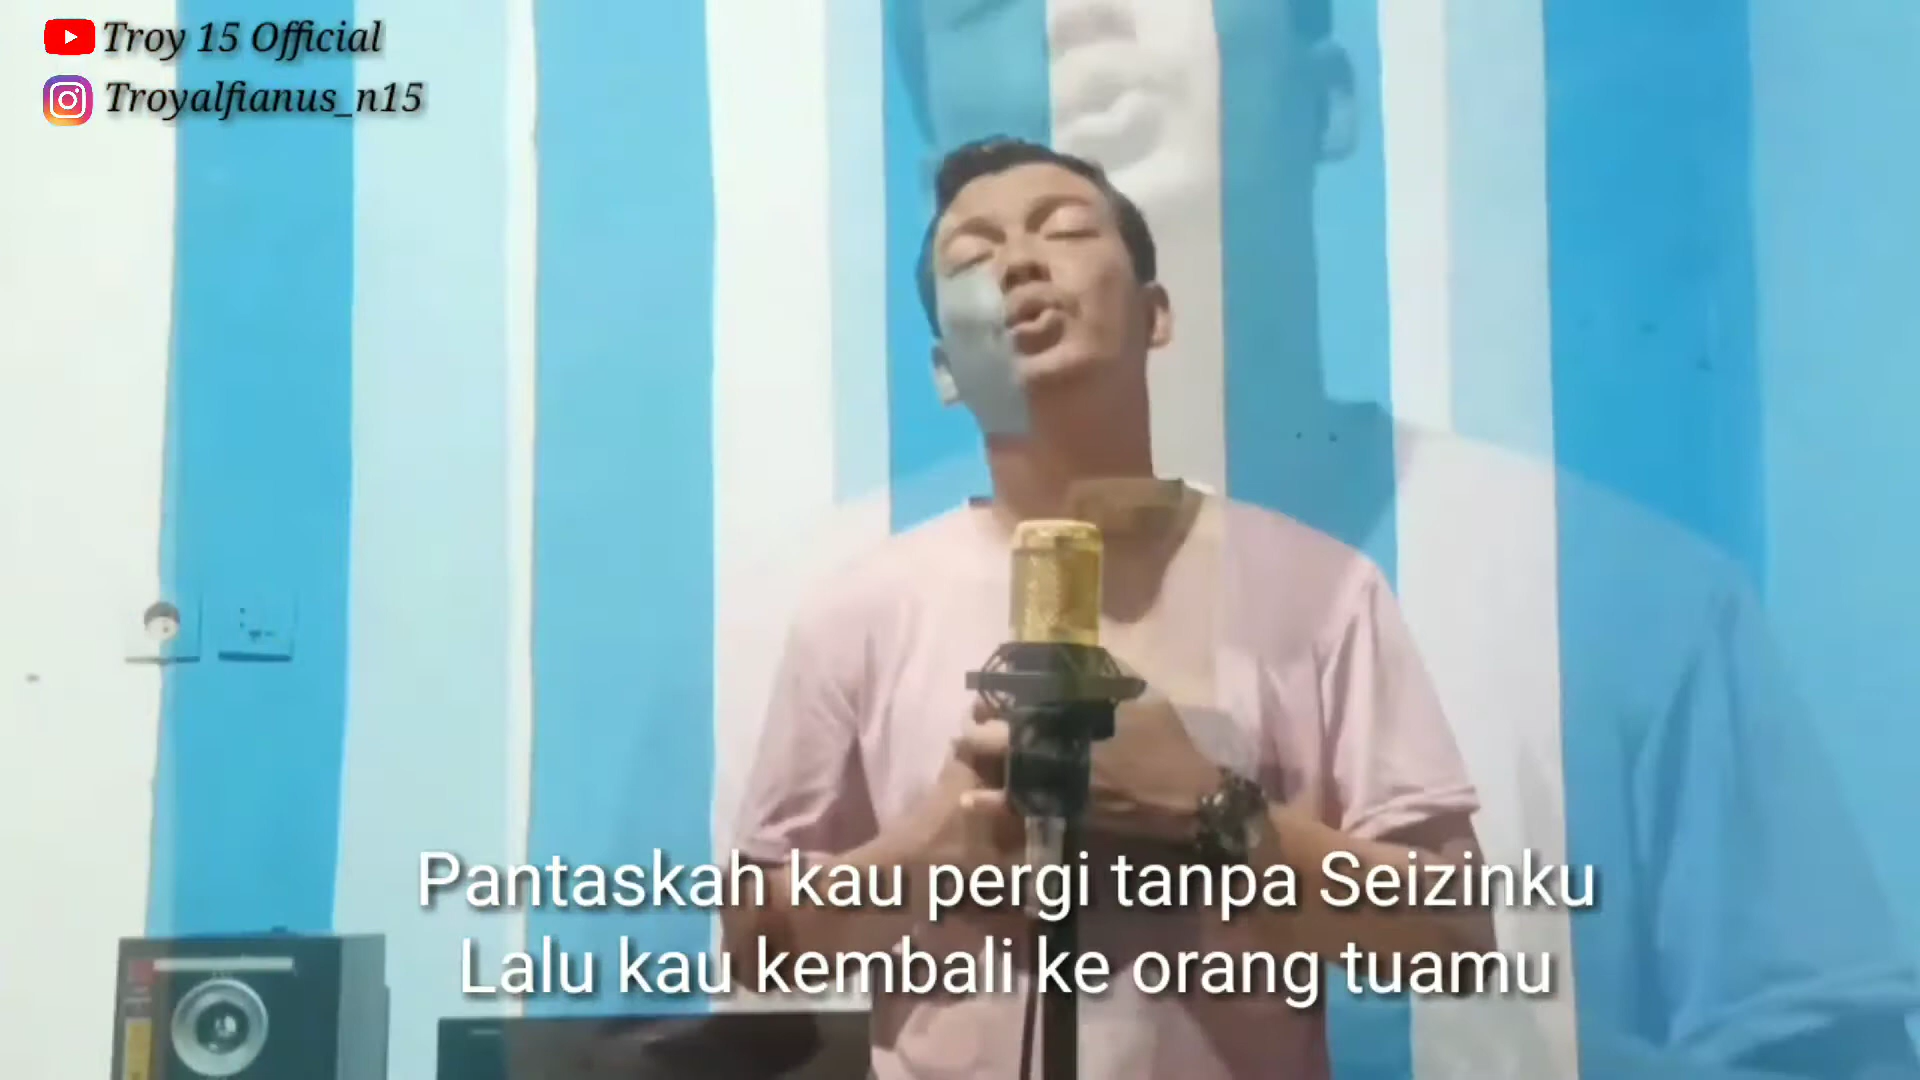 Troy 15 Official
Troyalfianus_n15
Pantaskah kau pergi tanpa Seizinku
Lalu kau kembali ke orang tuamu